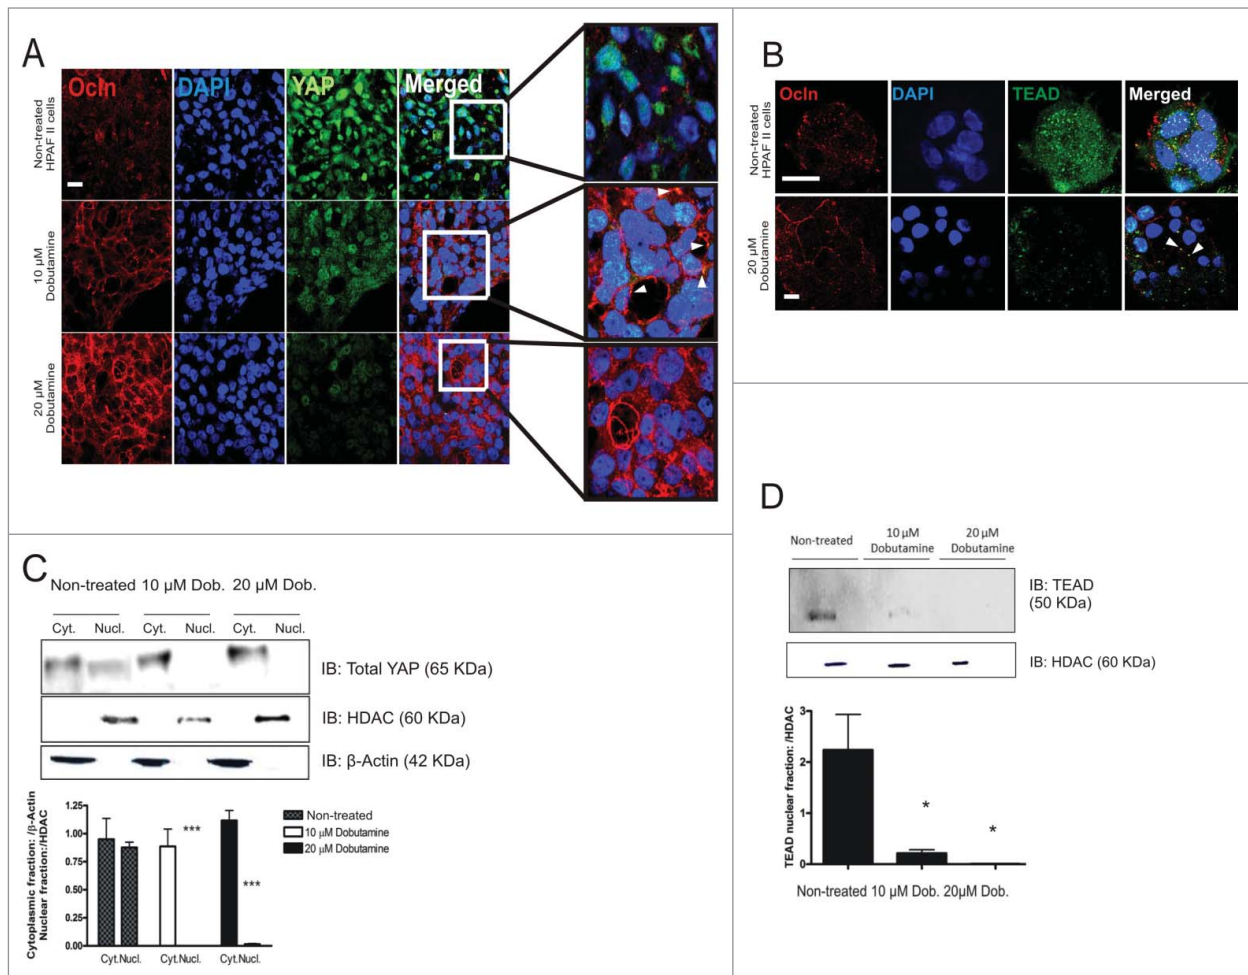 A
Ocln DAPI YAP Merged
Non-treated
HPAF II cells
10 µM
Dobutamine
20 µM
Dobutamine
B
Ocln DAPI TEAD Merged
Non-treated
HPAF II cells
20 µM
Dobutamine
C
Non-treated 10 µM Dob. 20 µM Dob.
Cyt. Nucl. Cyt. Nucl. Cyt. Nucl.
IB: Total YAP (65 KDa)
IB: HDAC (60 KDa)
IB: β-Actin (42 KDa)
Cytoplasmic fraction: /β-Actin
Nuclear fraction:/HDAC
1.25
1.00
0.75
0.50
0.25
0.00
***
***
Cyt.Nucl. Cyt.Nucl. Cyt.Nucl.
Non-treated
10 µM Dobutamine
20 µM Dobutamine
D
Non-treated
10 µM
Dobutamine
20 µM
Dobutamine
IB: TEAD
(50 KDa)
IB: HDAC (60 KDa)
TEAD nuclear fraction: /HDAC
3
2
1
0
*
*
Non-treated 10 µM Dob. 20µM Dob.